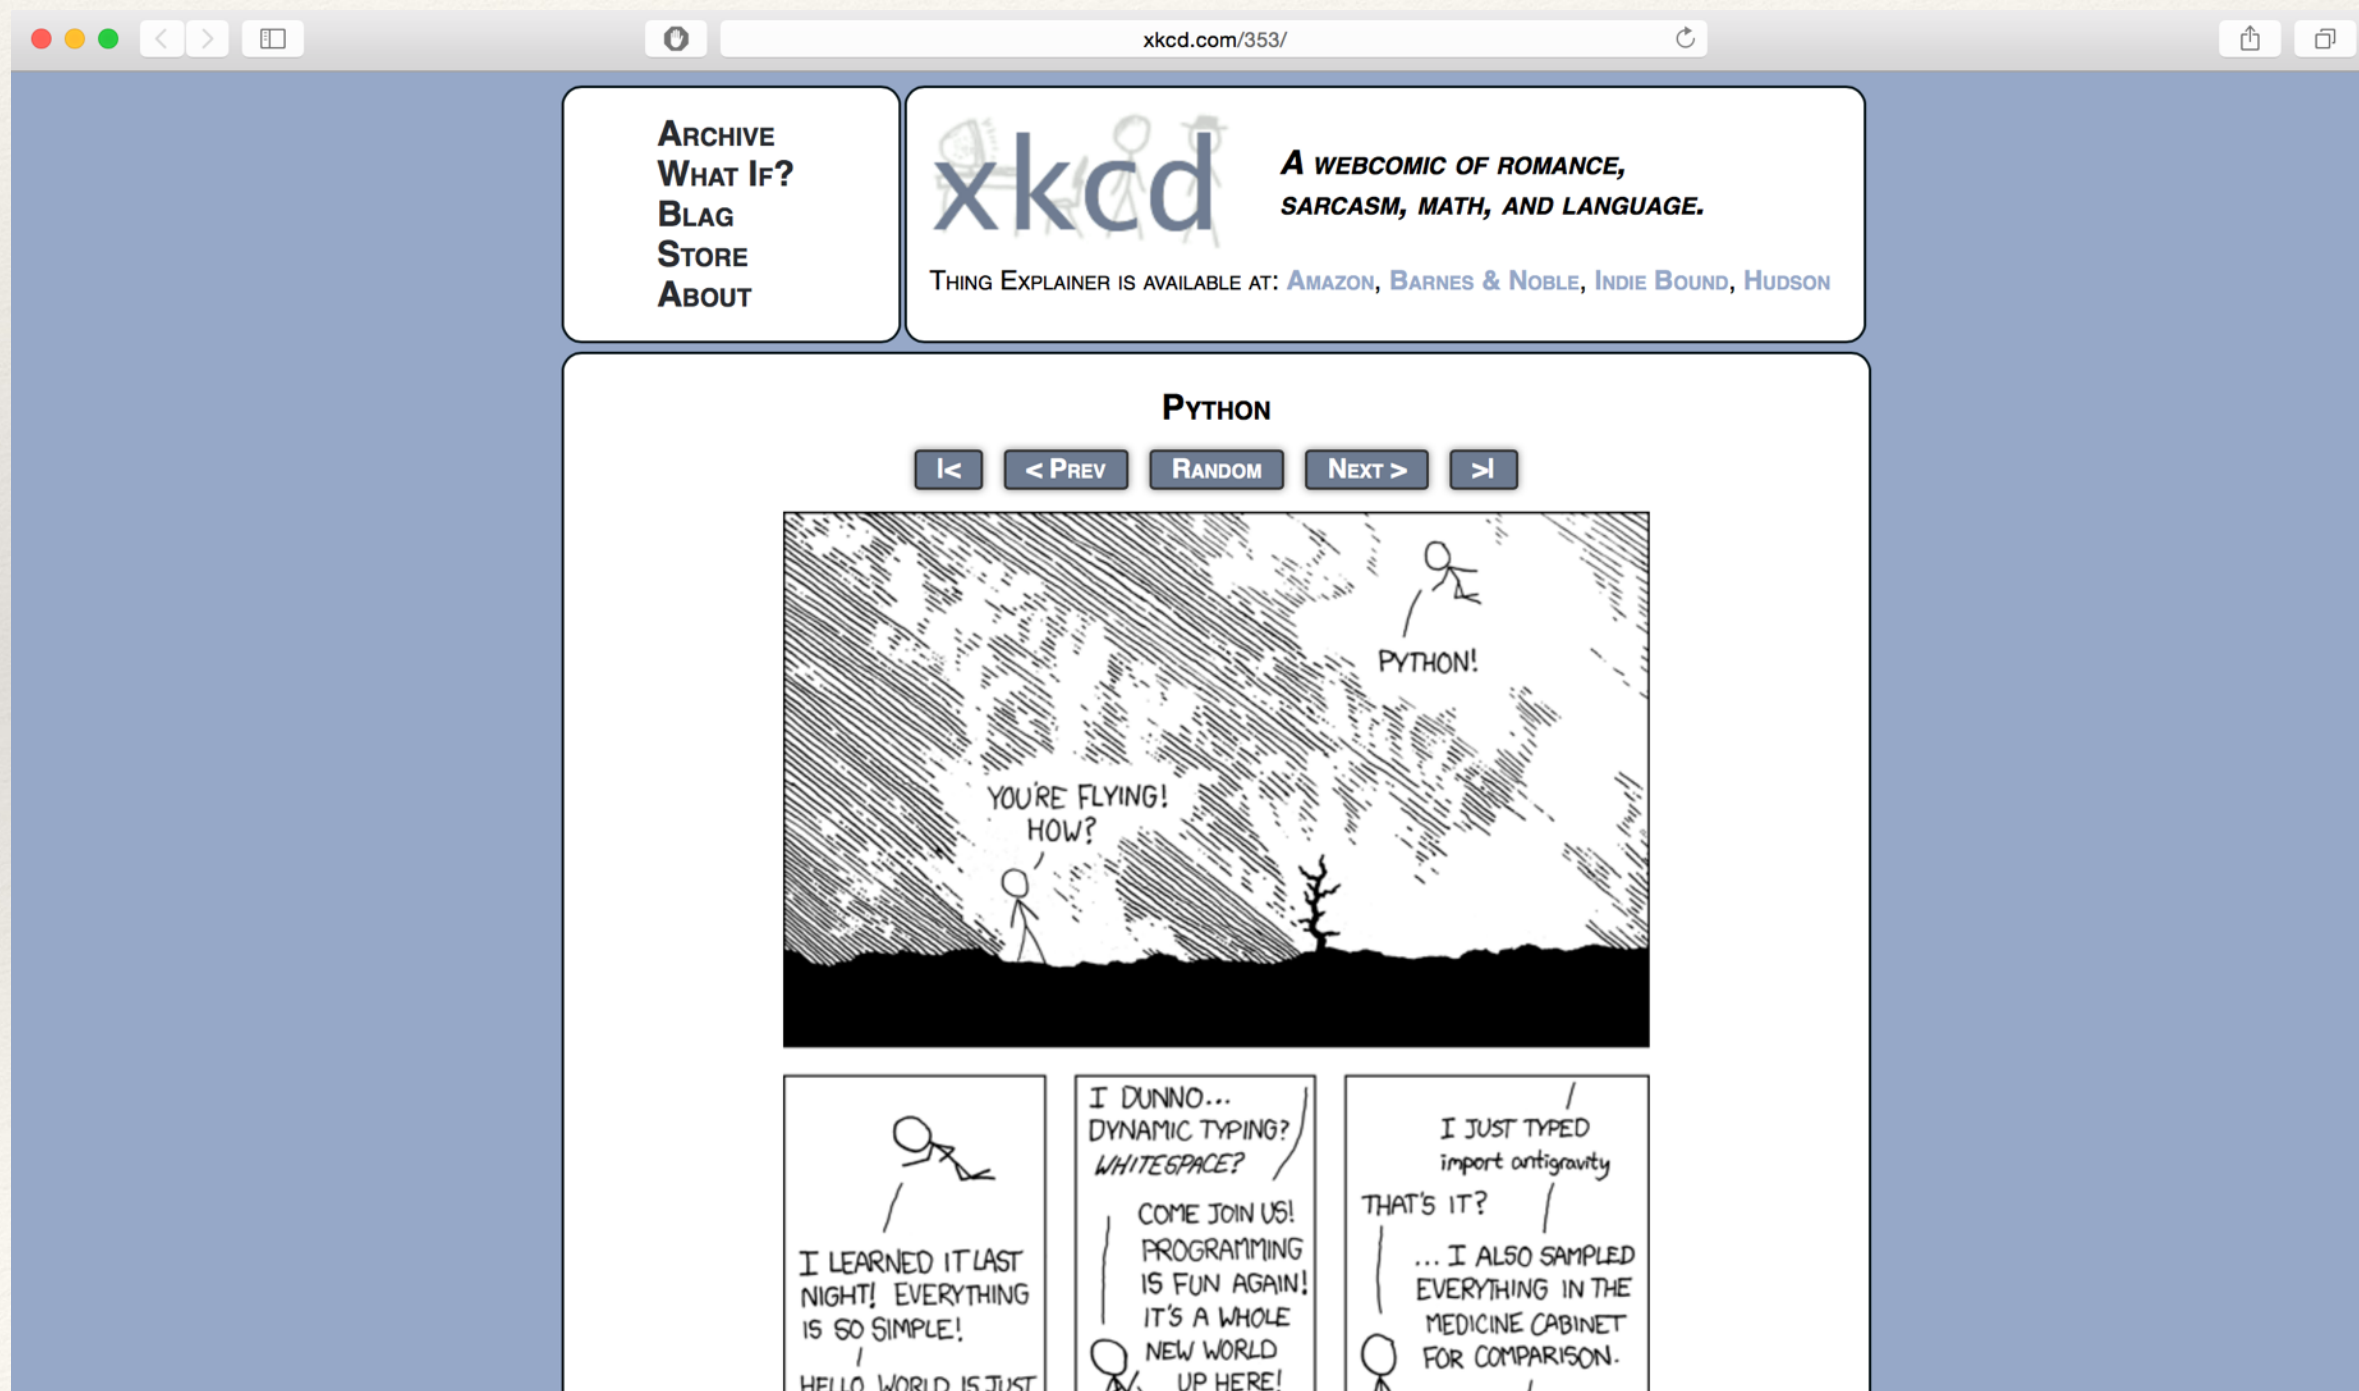 xkcd.com/353/
ARCHIVE
WHAT IF?
BLAG
STORE
ABOUT
xkcd
A WEBCOMIC OF ROMANCE,
SARCASM, MATH, AND LANGUAGE.
THING EXPLAINER IS AVAILABLE AT: AMAZON, BARNES & NOBLE, INDIE BOUND, HUDSON
PYTHON
|< < PREV RANDOM NEXT > >|
PYTHON!
YOU'RE FLYING!
HOW?
I LEARNED IT LAST
NIGHT! EVERYTHING
IS SO SIMPLE!
HELLO WORLD IS JUST
I DUNNO...
DYNAMIC TYPING?
WHITESPACE?
COME JOIN US!
PROGRAMMING
IS FUN AGAIN!
IT'S A WHOLE
NEW WORLD
UP HERE!
I JUST TYPED
import antigravity
THAT'S IT?
...I ALSO SAMPLED
EVERYTHING IN THE
MEDICINE CABINET
FOR COMPARISON.